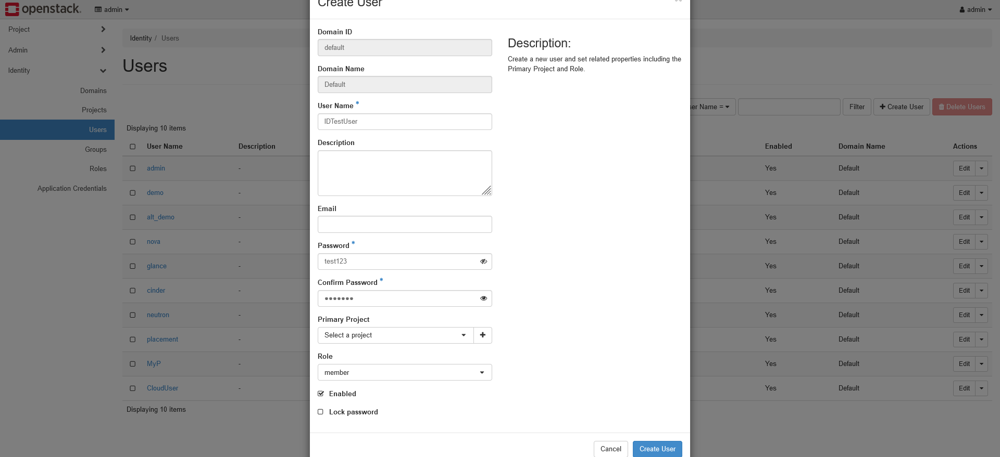 openstack.
admin
admin
Project
Admin
Identity
Domains
Projects
Users
Groups
Roles
Application Credentials
Identity / Users
Users
User Name =
Filter
Create User
Delete Users
Displaying 10 items
User Name Description Enabled Domain Name Actions
admin - Yes Default Edit
demo - Yes Default Edit
alt_demo - Yes Default Edit
nova - Yes Default Edit
glance - Yes Default Edit
cinder - Yes Default Edit
neutron - Yes Default Edit
placement - Yes Default Edit
MyP - Yes Default Edit
CloudUser - Yes Default Edit
Displaying 10 items
Create User
Domain ID
default
Domain Name
Default
User Name *
IDTestUser
Description
Email
Password *
test123
Confirm Password *
•••••••
Primary Project
Select a project
Role
member
Enabled
Lock password
Description:
Create a new user and set related properties including the
Primary Project and Role.
Cancel
Create User